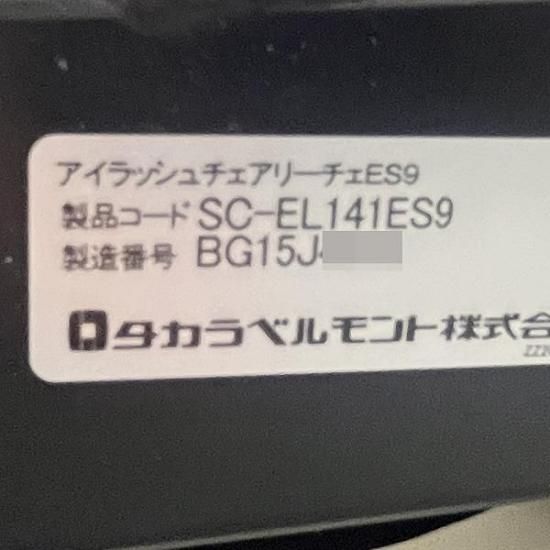 アイラッシュチェアリーチェES9
製品コード SC-EL141ES9
製造番号 BG15J
タカラベルモント株式会